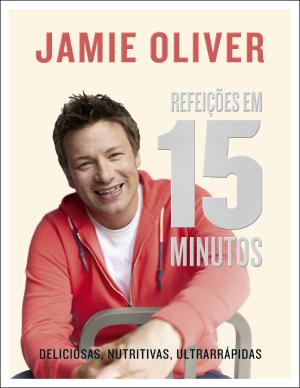 JAMIE OLIVER
REFEIÇÕES EM
15
MINUTOS
DELICIOSAS, NUTRITIVAS, ULTRARRÁPIDAS